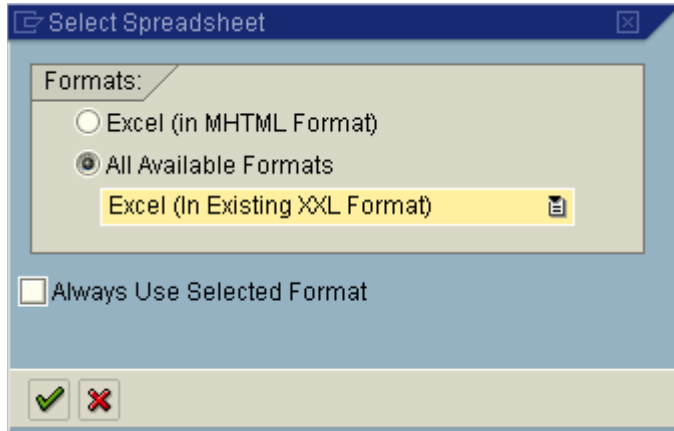 Select Spreadsheet
Formats:
Excel (in MHTML Format)
All Available Formats
Excel (In Existing XXL Format)
Always Use Selected Format